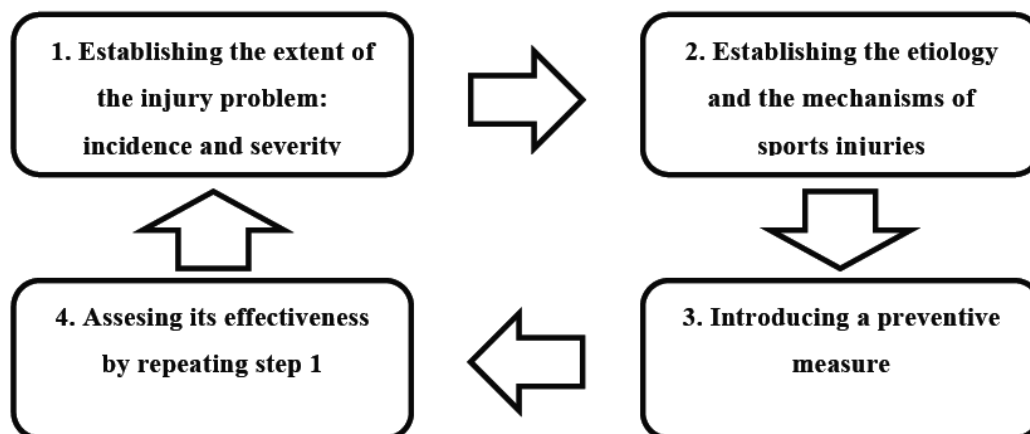 1. Establishing the extent of
the injury problem:
incidence and severity
2. Establishing the etiology
and the mechanisms of
sports injuries
3. Introducing a preventive
measure
4. Assesing its effectiveness
by repeating step 1